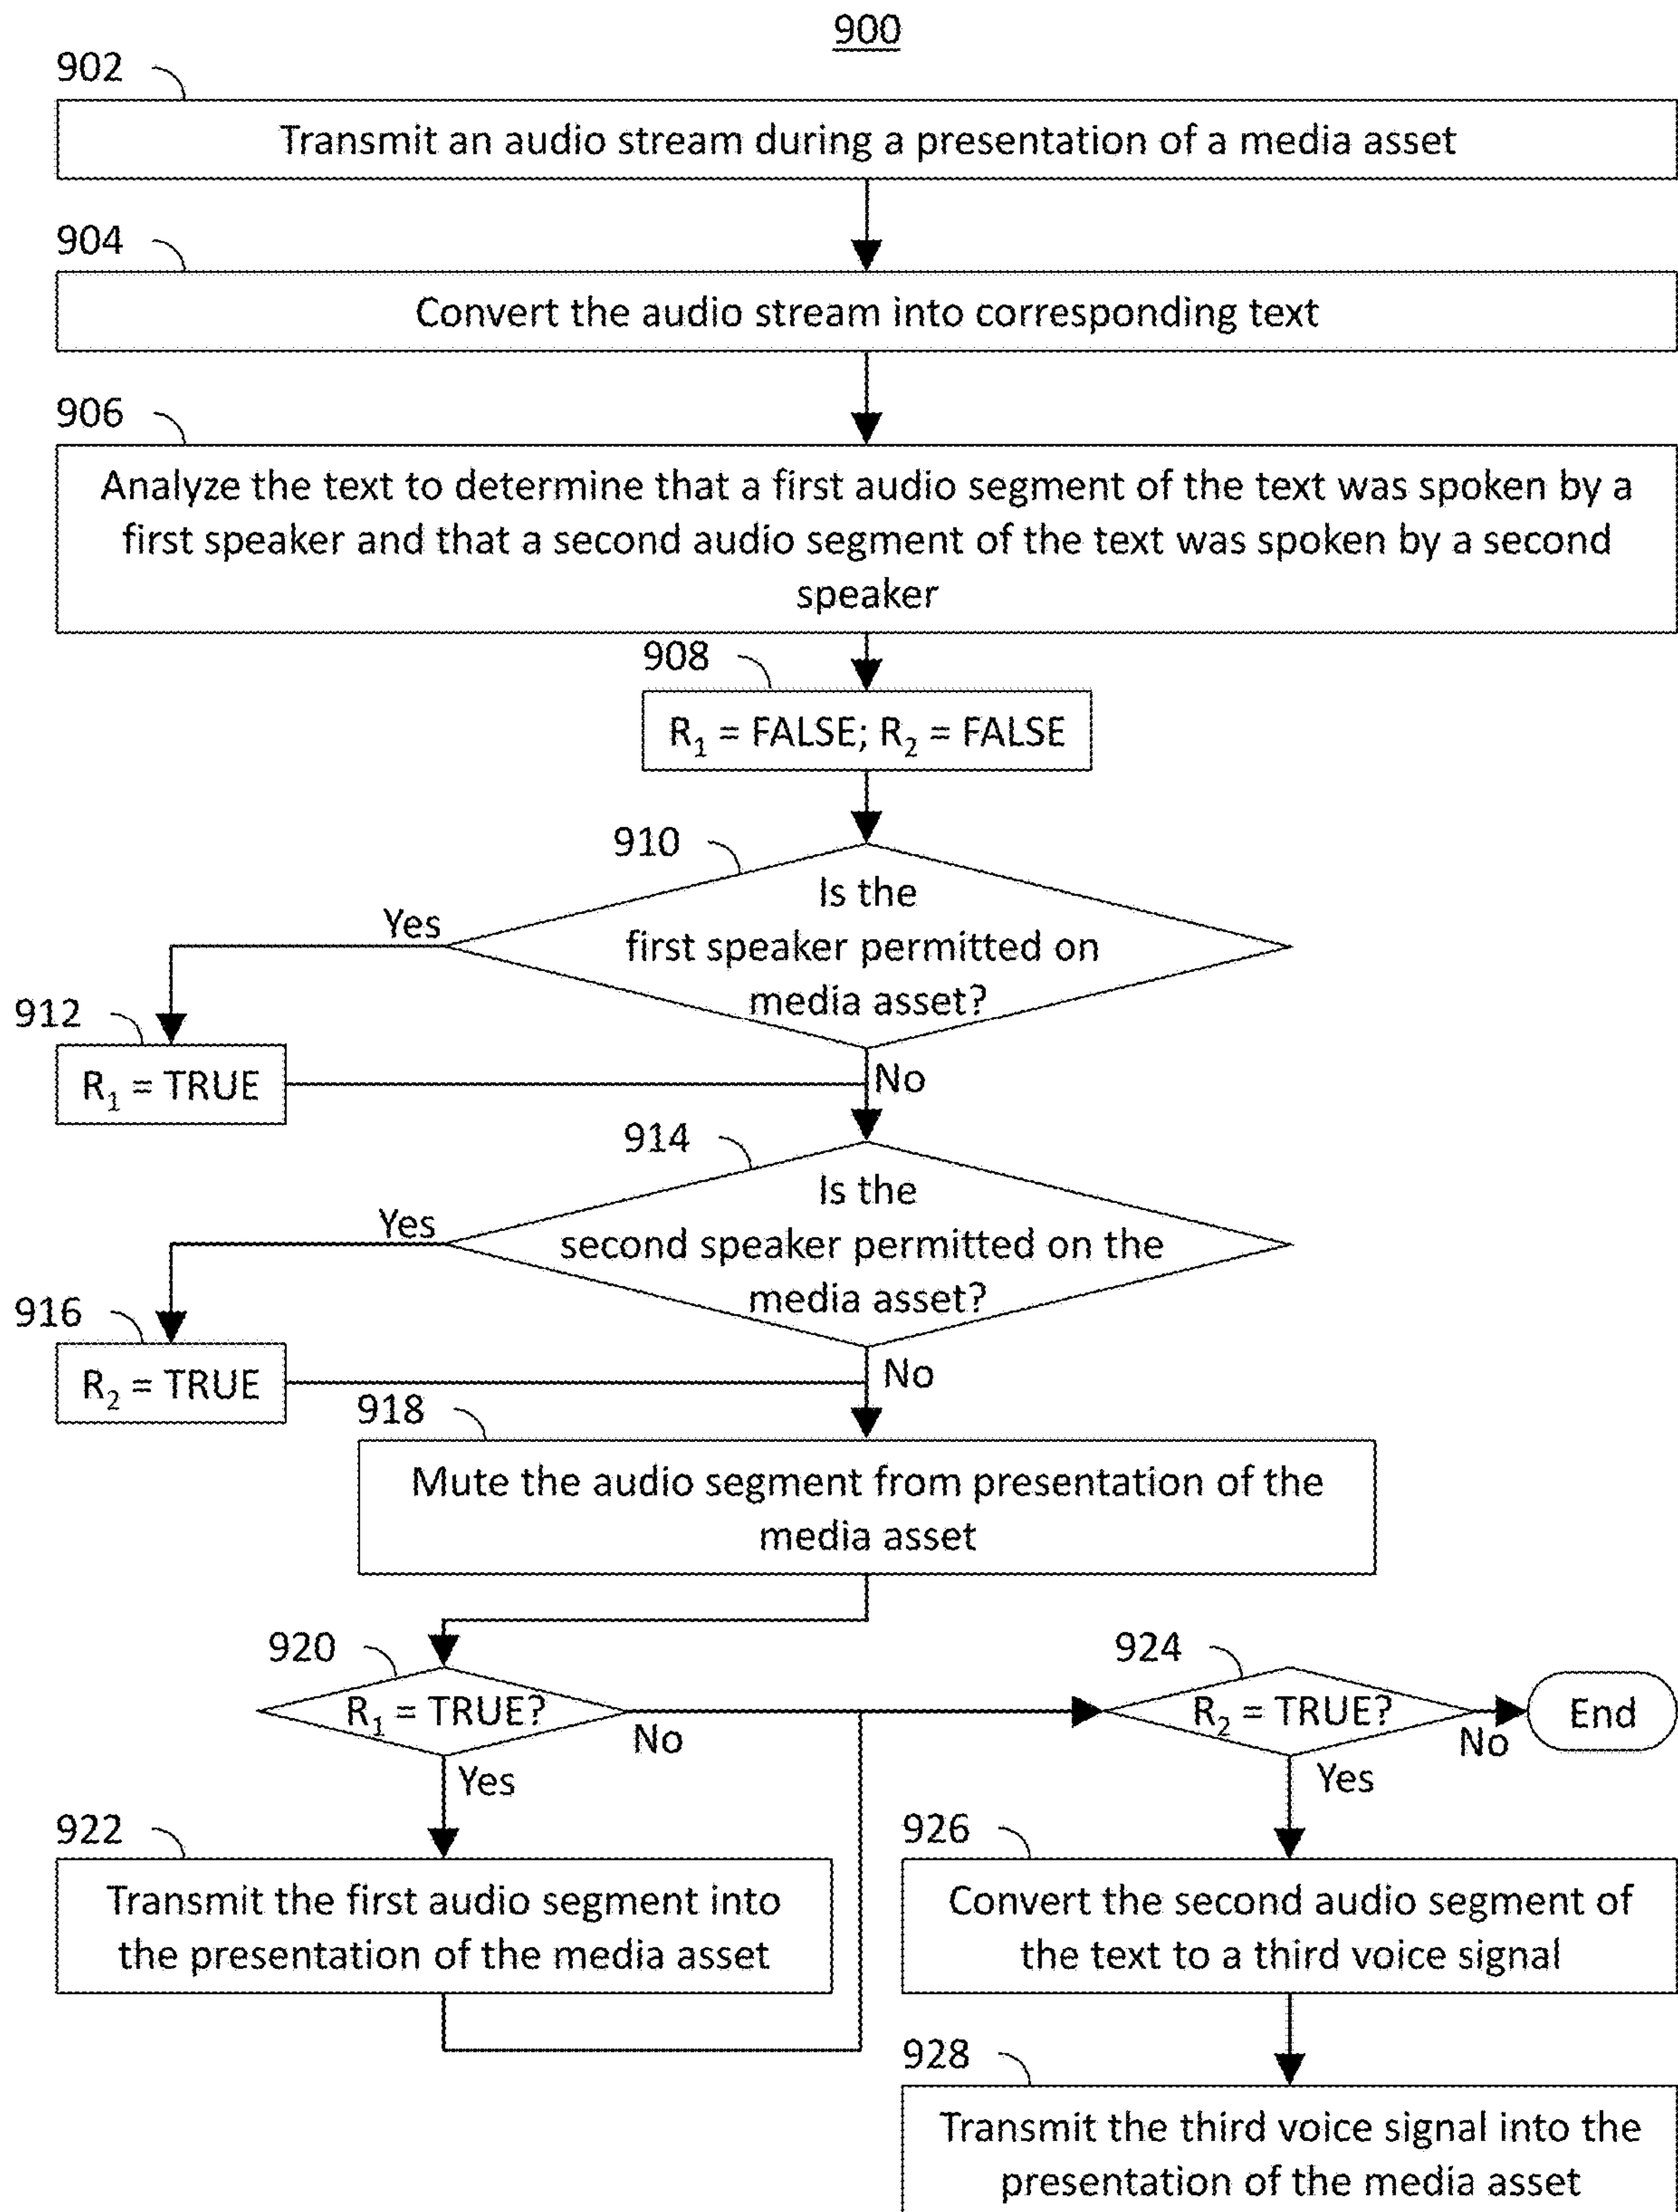 900
902
Transmit an audio stream during a presentation of a media asset
904
Convert the audio stream into corresponding text
906
Analyze the text to determine that a first audio segment of the text was spoken by a
first speaker and that a second audio segment of the text was spoken by a second
speaker
908
R1 = FALSE; R2 = FALSE
910
Is the
first speaker permitted on
media asset?
Yes
912
R1 = TRUE
No
914
Is the
second speaker permitted on the
media asset?
Yes
916
R2 = TRUE
No
918
Mute the audio segment from presentation of the
media asset
920
R1 = TRUE?
No
Yes
922
Transmit the first audio segment into
the presentation of the media asset
924
R2 = TRUE?
No
End
Yes
926
Convert the second audio segment of
the text to a third voice signal
928
Transmit the third voice signal into the
presentation of the media asset